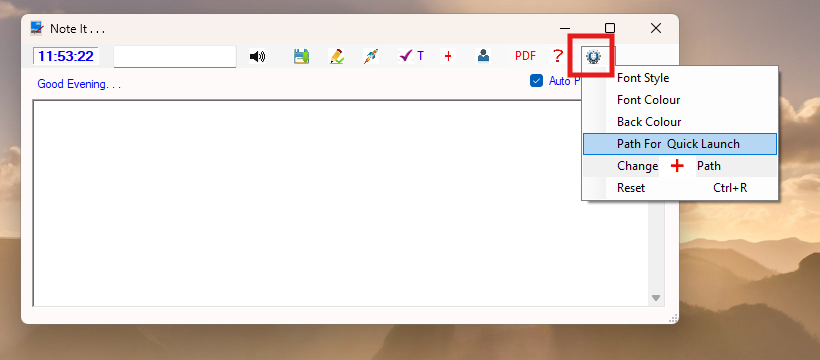 Note It . . .
11:53:22
T
+
PDF
?
Good Evening. . .
Auto P
Font Style
Font Colour
Back Colour
Path For Quick Launch
Change + Path
Reset Ctrl+R